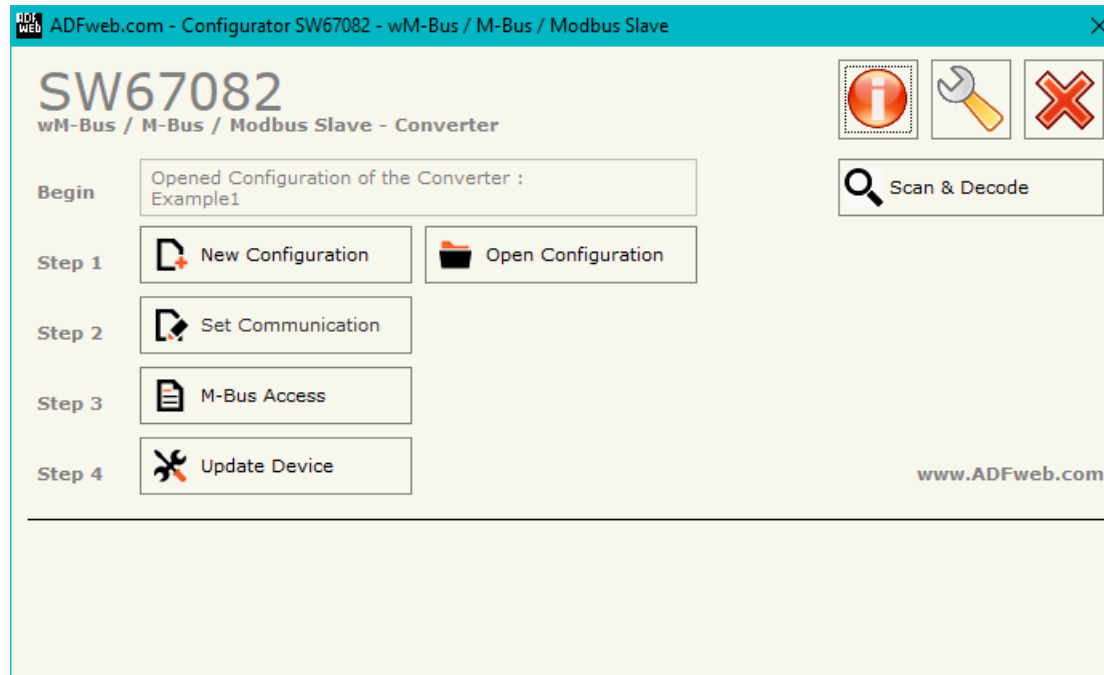 ADF
WEB
ADFweb.com - Configurator SW67082 - wM-Bus / M-Bus / Modbus Slave
SW67082
wM-Bus / M-Bus / Modbus Slave - Converter
Begin
Opened Configuration of the Converter :
Example1
Scan & Decode
Step 1
New Configuration
Open Configuration
Step 2
Set Communication
Step 3
M-Bus Access
Step 4
Update Device
www.ADFweb.com